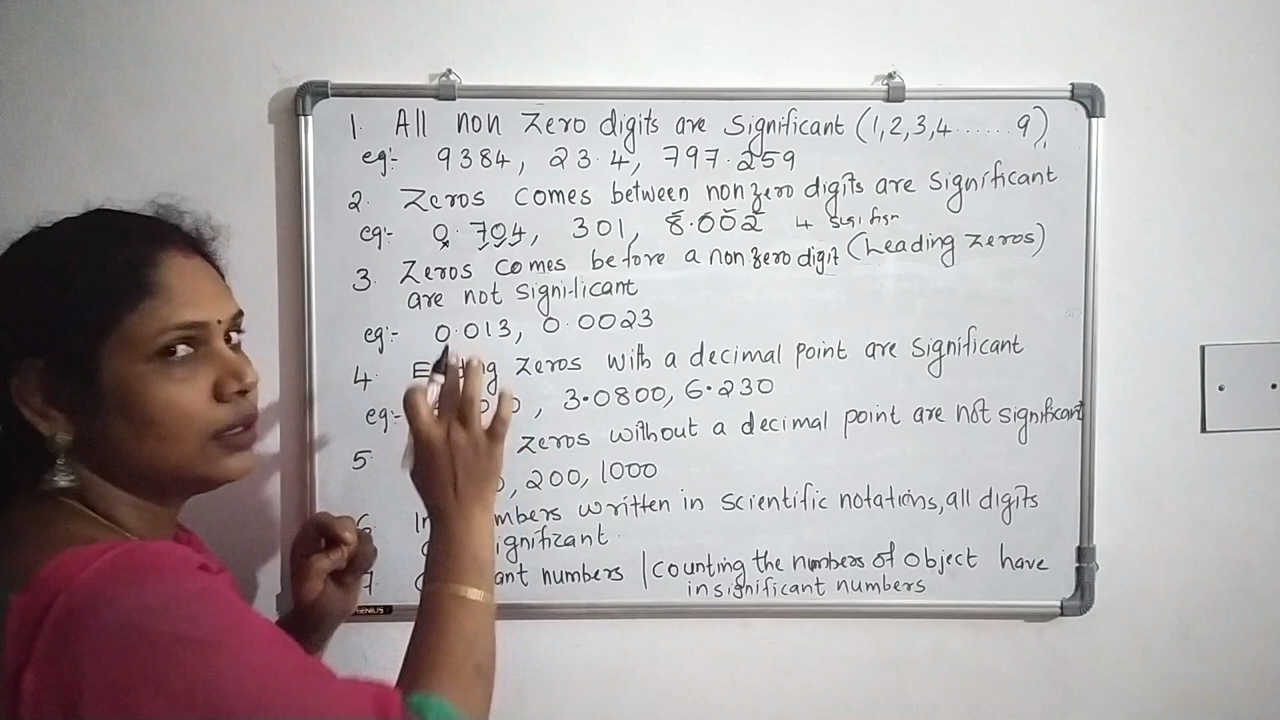 1. All non zero digits are significant (1,2,3,4......9)
eg:- 9384, 23.4, 797.259
2. Zeros comes between non zero digits are significant
eg:- 0.704, 301, 8.002 4 sigi fign
3. Zeros comes before a non zero digit (Leading zeros)
are not significant
eg:- 0.013, 0.0023
4. zeros with a decimal point are significant
eg:- , 3.0800, 6.230
5. zeros without a decimal point are not significant
, 200, 1000
6. written in scientific notations, all digits
7. numbers | counting the numbers of object have
insignificant numbers
GENIUS